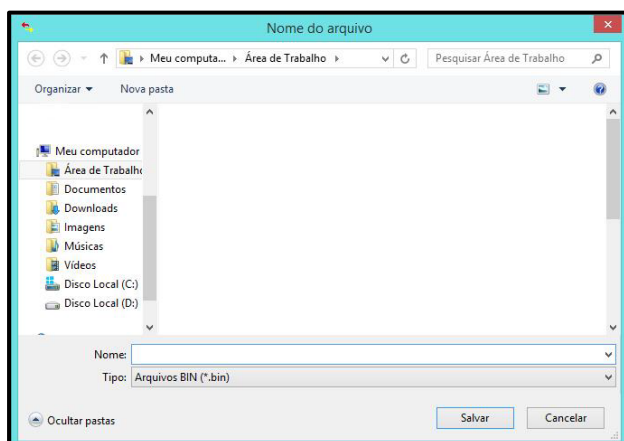 Nome do arquivo
Meu computa... Área de Trabalho
Pesquisar Área de Trabalho
Organizar Nova pasta
Meu computador
Área de Trabalho
Documentos
Downloads
Imagens
Músicas
Vídeos
Disco Local (C:)
Disco Local (D:)
Nome:
Tipo: Arquivos BIN (*.bin)
Ocultar pastas Salvar Cancelar